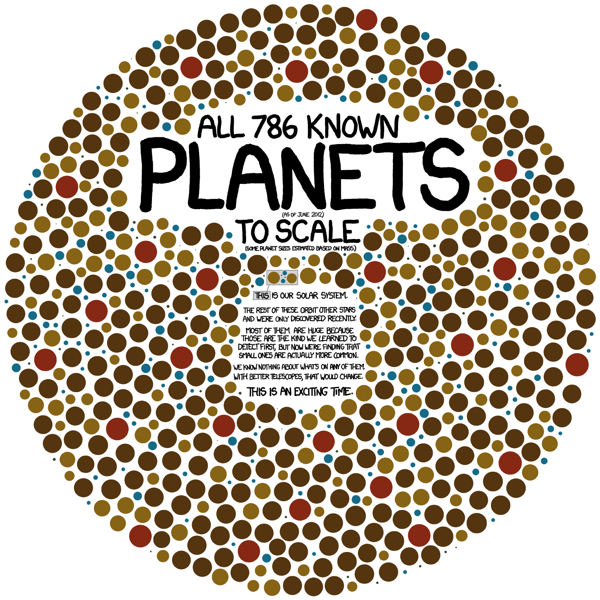 ALL 786 KNOWN
PLANETS
(AS OF JUNE 2012)
TO SCALE
(SOME PLANET SIZES ESTIMATED BASED ON MASS)
THIS IS OUR SOLAR SYSTEM.
THE REST OF THESE ORBIT OTHER STARS
AND WERE ONLY DISCOVERED RECENTLY.
MOST OF THEM ARE HUGE BECAUSE
THOSE ARE THE KIND WE LEARNED TO
DETECT FIRST, BUT NOW WE'RE FINDING THAT
SMALL ONES ARE ACTUALLY MORE COMMON.
WE KNOW NOTHING ABOUT WHAT'S ON ANY OF THEM.
WITH BETTER TELESCOPES, THAT WOULD CHANGE.
THIS IS AN EXCITING TIME.